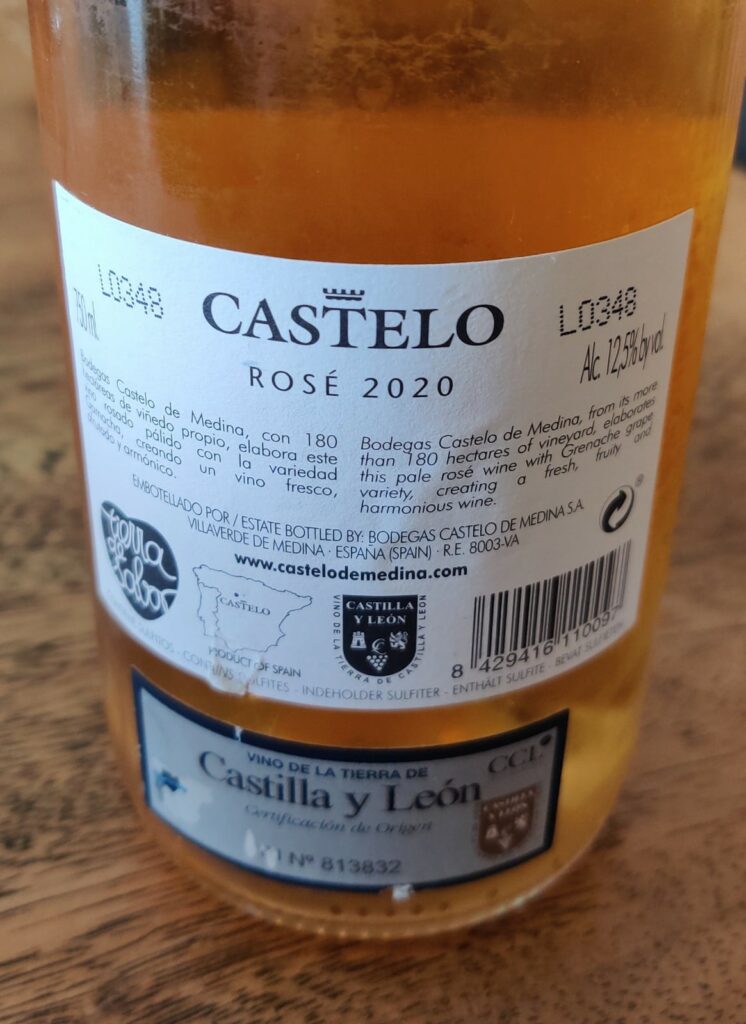 L0348
L0348
CASTELO
750 ml.
Alc. 12,5% by vol.
ROSÉ 2020
Bodegas Castelo de Medina, con 180
hectáreas de viñedo propio, elabora este
vino rosado pálido con la variedad
Garnacha, creando un vino fresco,
afrutado y armónico.
Bodegas Castelo de Medina, from its more
than 180 hectares of vineyard, elaborates
this pale rosé wine with Grenache grape
variety, creating a fresh, fruity and
harmonious wine.
EMBOTELLADO POR / ESTATE BOTTLED BY: BODEGAS CASTELO DE MEDINA S.A.
VILLAVERDE DE MEDINA · ESPAÑA (SPAIN) · R.E. 8003-VA
www.castelodemedina.com
CASTELO
PRODUCT OF SPAIN
CASTILLA
Y LEÓN
VINO DE LA TIERRA DE CASTILLA Y LEÓN
8 429416 110097
CONTAINS SULFITES - INDEHOLDER SULFITER - ENTHÄLT SULFITE -
VINO DE LA TIERRA DE
CCL
Castilla y León
Certificación de Origen
CASTILLA
Y LEÓN
Nº 813832